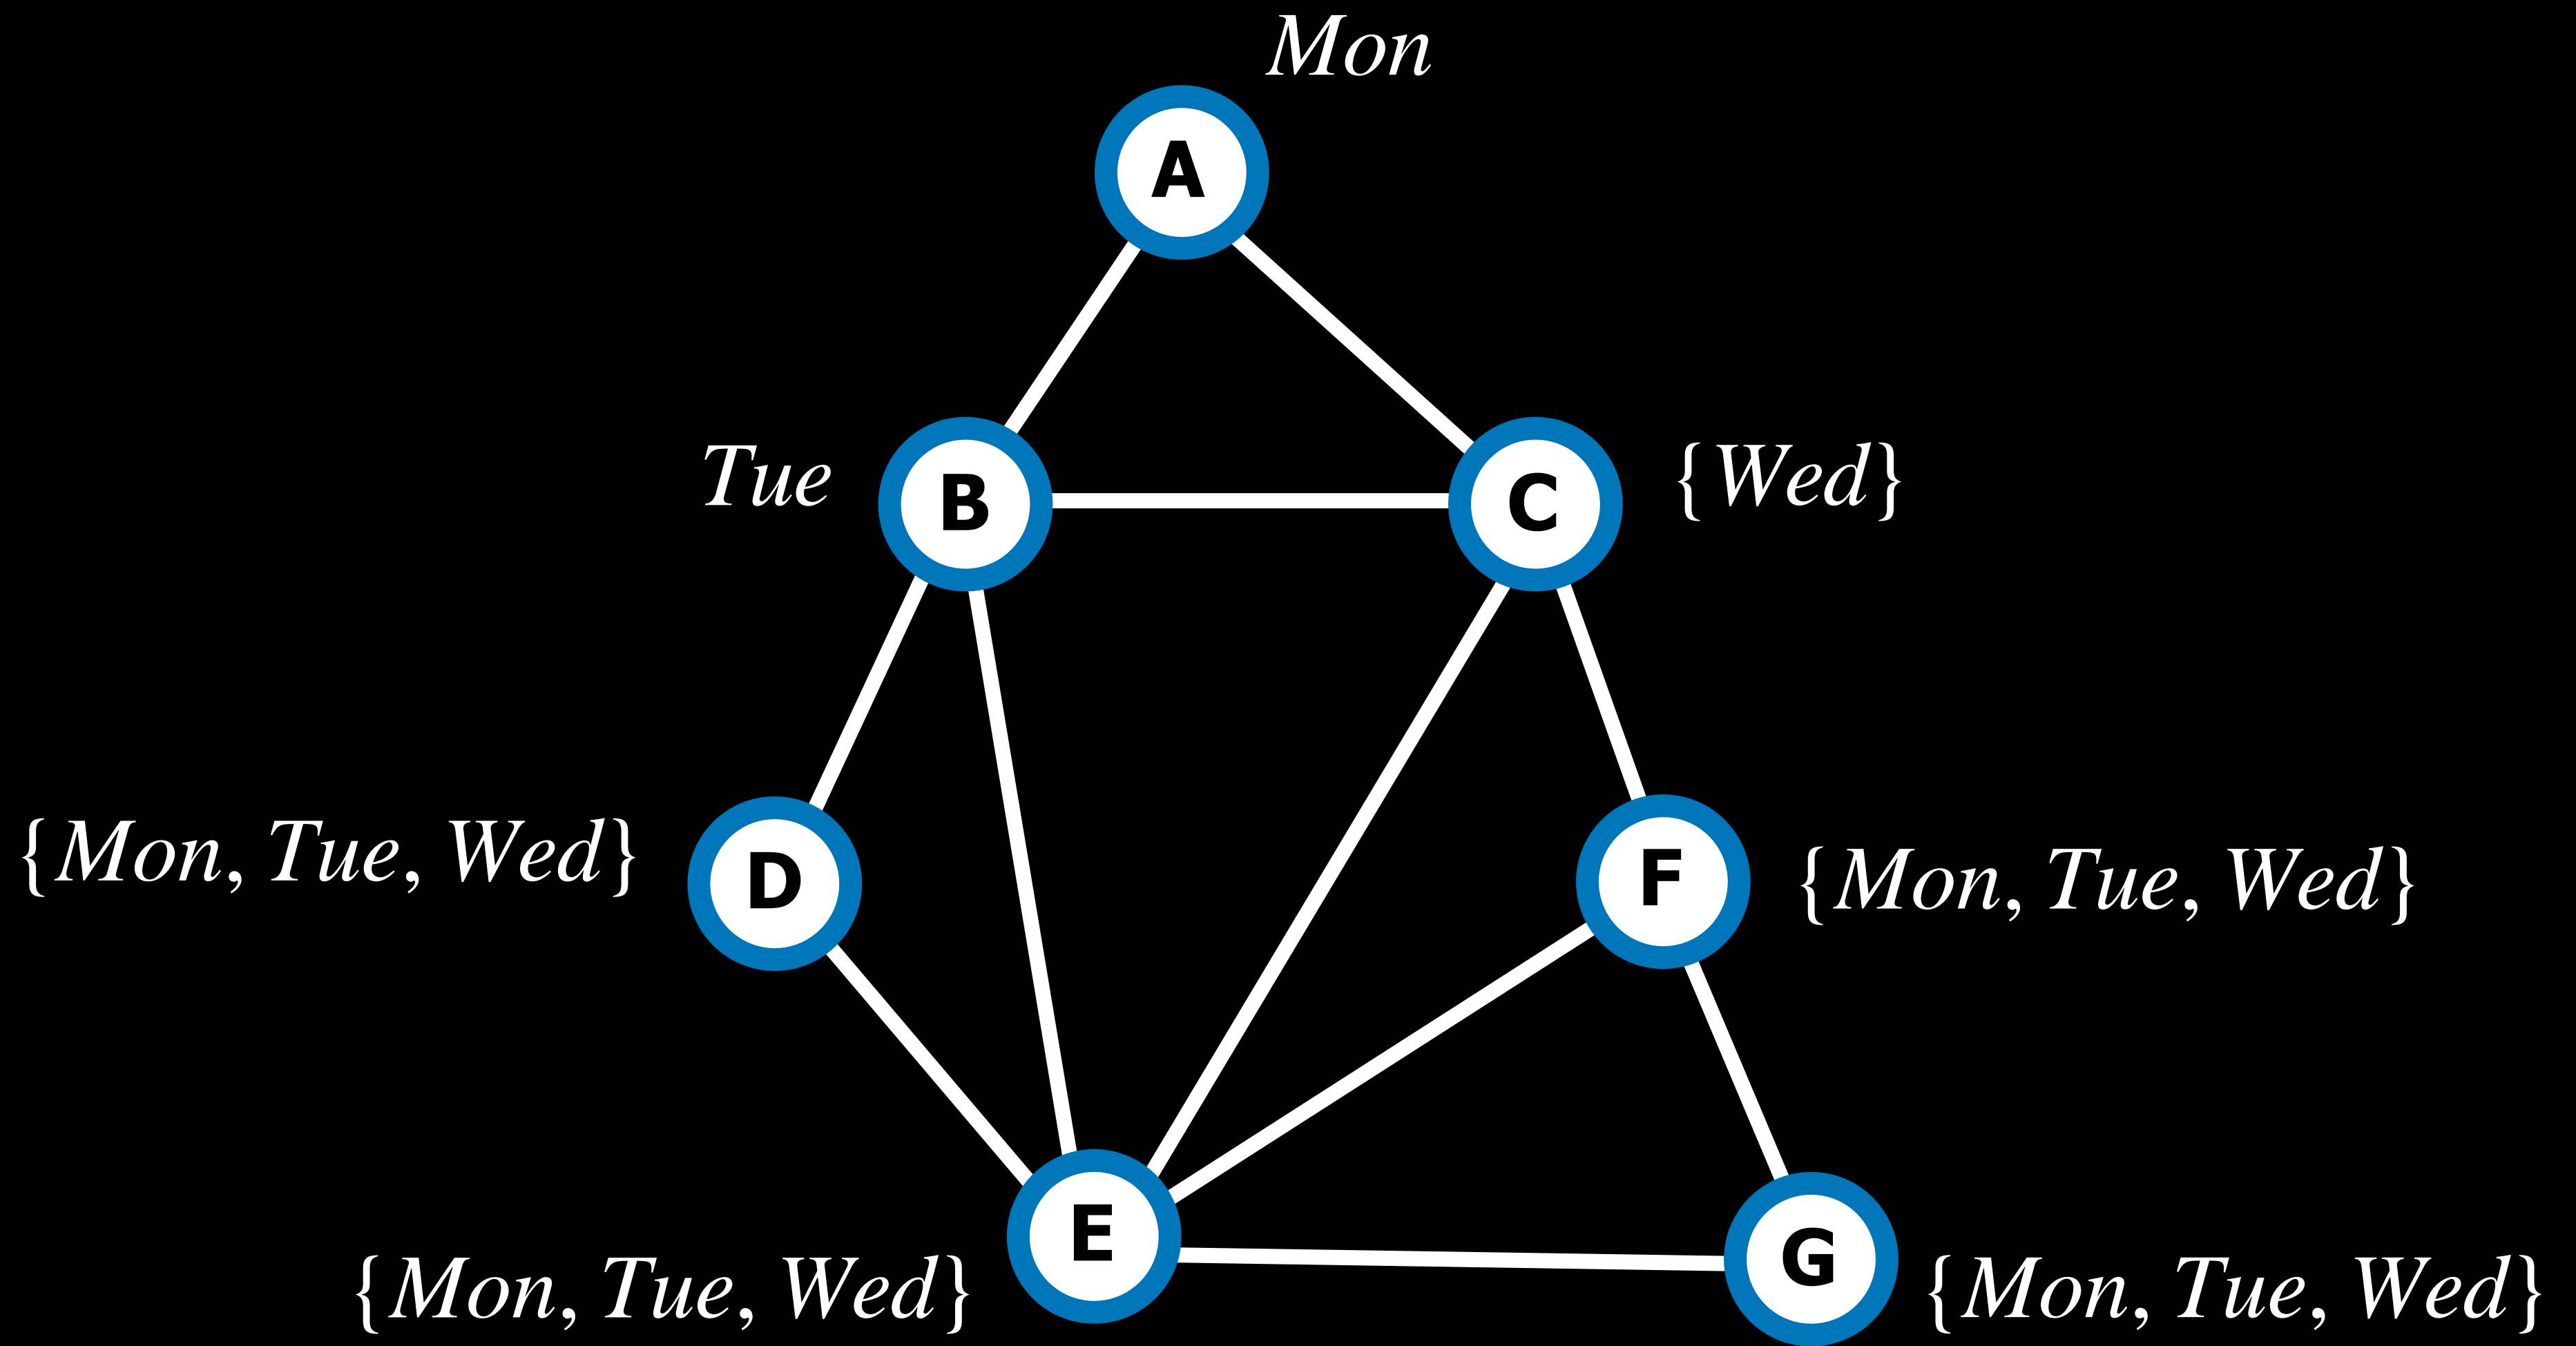 Mon
A
Tue
B
C
{Wed}
{Mon, Tue, Wed}
D
F
{Mon, Tue, Wed}
E
{Mon, Tue, Wed}
G
{Mon, Tue, Wed}